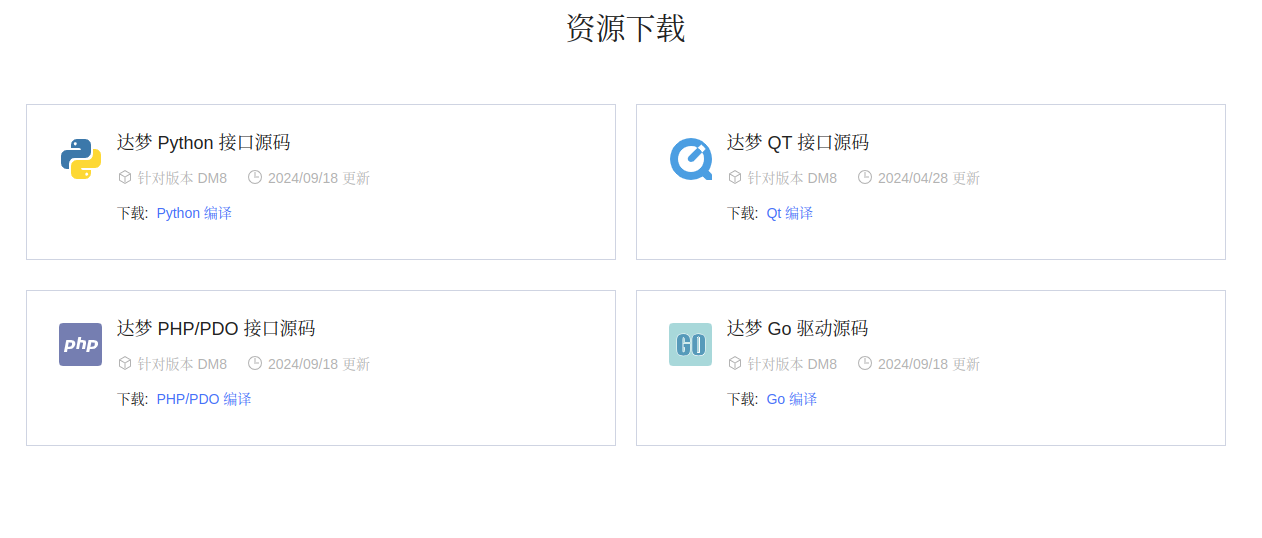 资源下载
达梦 Python 接口源码
针对版本 DM8 2024/09/18 更新
下载: Python 编译
达梦 QT 接口源码
针对版本 DM8 2024/04/28 更新
下载: Qt 编译
php
达梦 PHP/PDO 接口源码
针对版本 DM8 2024/09/18 更新
下载: PHP/PDO 编译
GO
达梦 Go 驱动源码
针对版本 DM8 2024/09/18 更新
下载: Go 编译